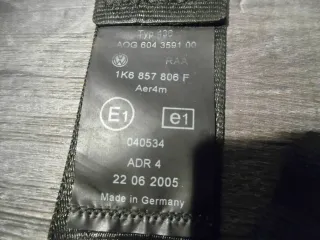 Typ
AOG 604 3591 00
RAX
1K6 857 806 F
Aer4m
E1 e1
040534
ADR 4
22 06 2005
Made in Germany